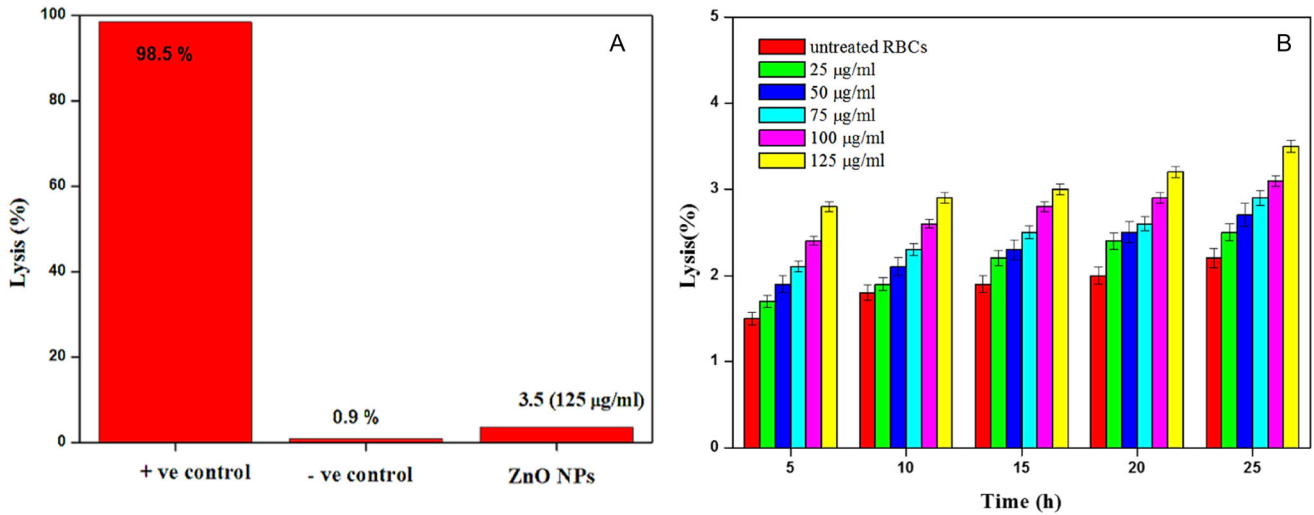 A
Lysis (%)
100
80
60
40
20
0
98.5 %
0.9 %
3.5 (125 μg/ml)
+ ve control
- ve control
ZnO NPs
B
Lysis(%)
5
4
3
2
1
0
untreated RBCs
25 μg/ml
50 μg/ml
75 μg/ml
100 μg/ml
125 μg/ml
5 10 15 20 25
Time (h)